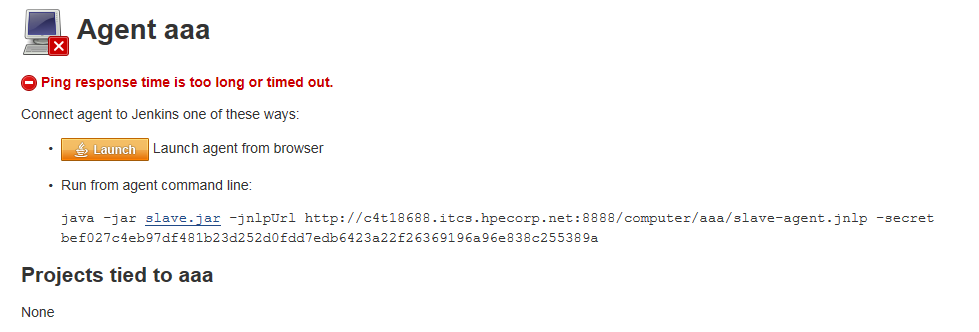 Agent aaa
Ping response time is too long or timed out.
Connect agent to Jenkins one of these ways:
• Launch Launch agent from browser
• Run from agent command line:
java -jar slave.jar -jnlpUrl http://c4t18688.itcs.hpecorp.net:8888/computer/aaa/slave-agent.jnlp -secret
bef027c4eb97df481b23d252d0fdd7edb6423a22f26369196a96e838c255389a
Projects tied to aaa
None